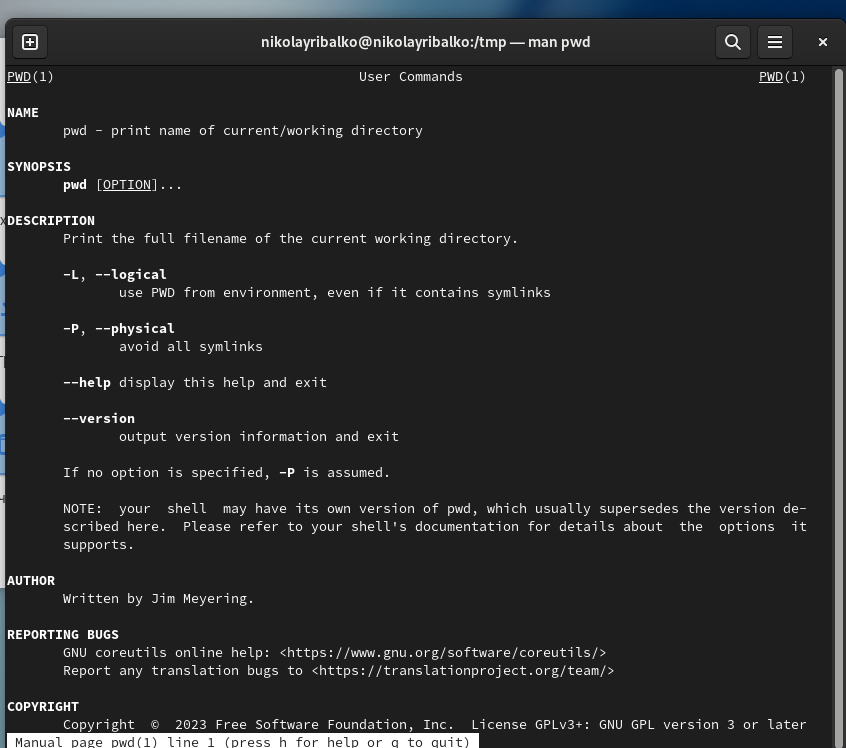 nikolayribalko@nikolayribalko:/tmp — man pwd
PWD(1) User Commands PWD(1)
NAME
pwd - print name of current/working directory
SYNOPSIS
pwd [OPTION]...
DESCRIPTION
Print the full filename of the current working directory.
-L, --logical
use PWD from environment, even if it contains symlinks
-P, --physical
avoid all symlinks
--help display this help and exit
--version
output version information and exit
If no option is specified, -P is assumed.
NOTE: your shell may have its own version of pwd, which usually supersedes the version de-
scribed here. Please refer to your shell's documentation for details about the options it
supports.
AUTHOR
Written by Jim Meyering.
REPORTING BUGS
GNU coreutils online help: <https://www.gnu.org/software/coreutils/>
Report any translation bugs to <https://translationproject.org/team/>
COPYRIGHT
Copyright © 2023 Free Software Foundation, Inc. License GPLv3+: GNU GPL version 3 or later
Manual page pwd(1) line 1 (press h for help or q to quit)